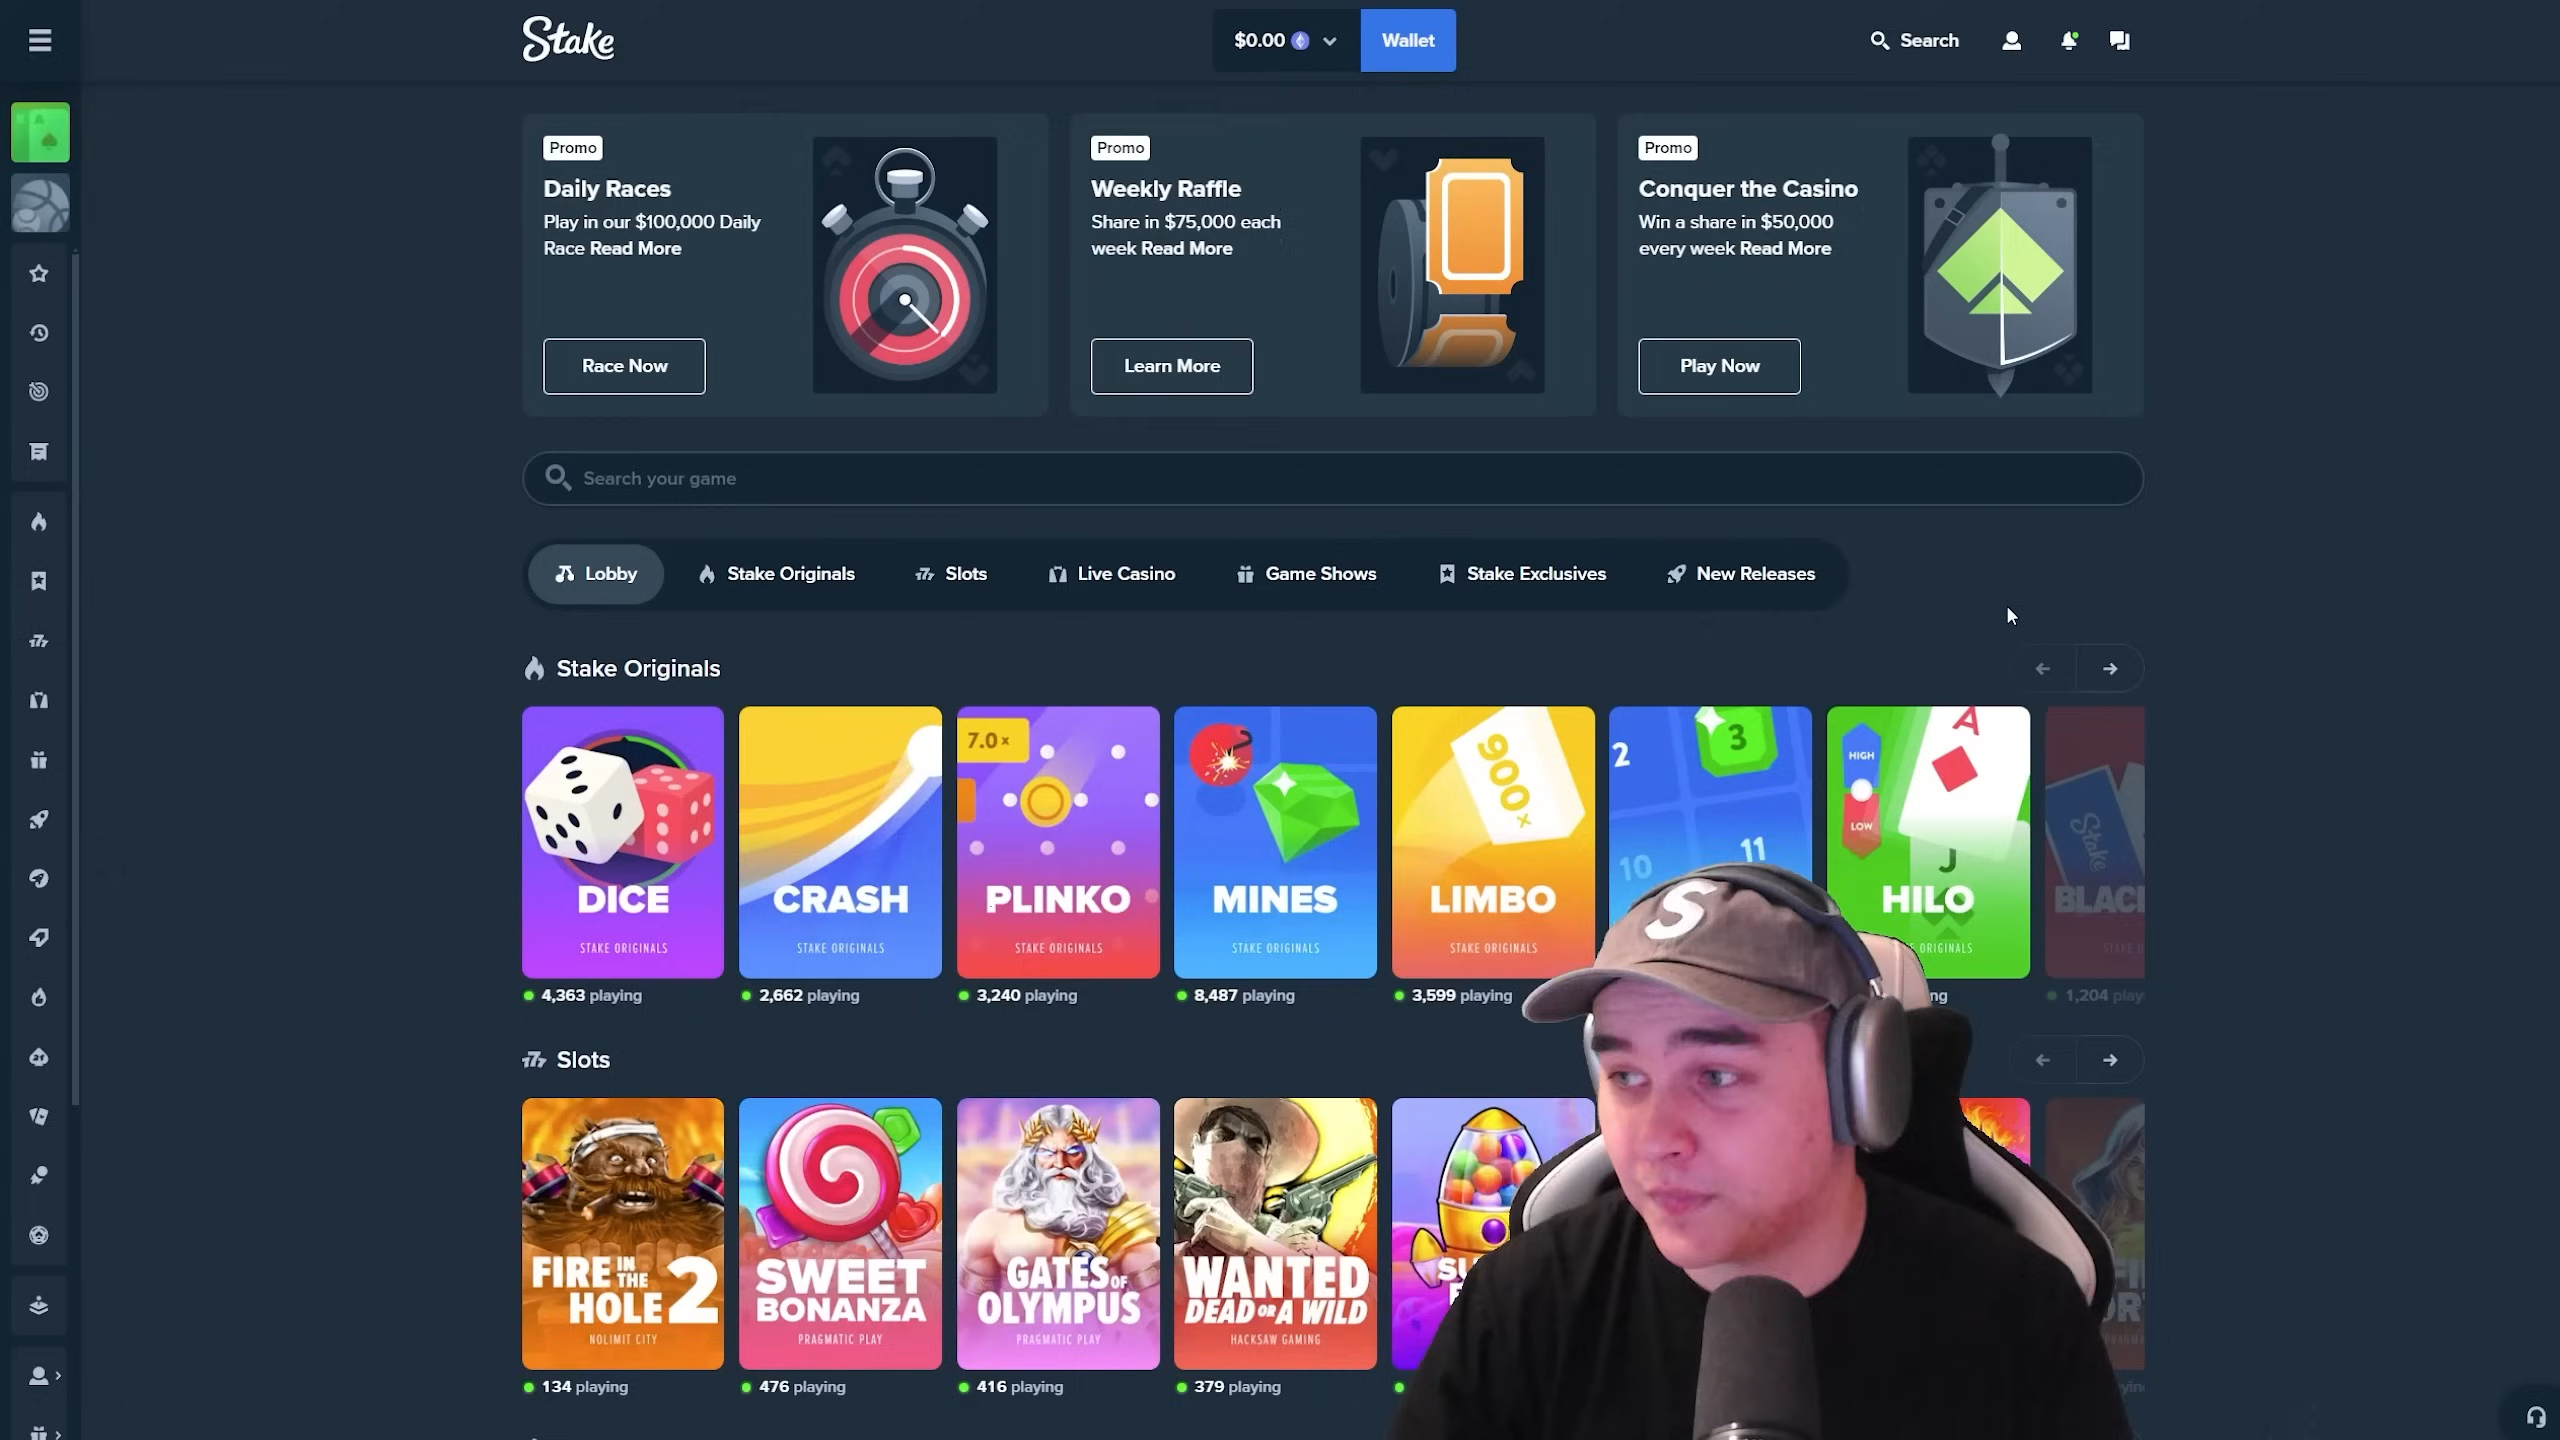 Stake
$0.00
Wallet
Search
Promo
Daily Races
Play in our $100,000 Daily
Race Read More
Race Now
Promo
Weekly Raffle
Share in $75,000 each
week Read More
Learn More
Promo
Conquer the Casino
Win a share in $50,000
every week Read More
Play Now
Search your game
Lobby
Stake Originals
Slots
Live Casino
Game Shows
Stake Exclusives
New Releases
Stake Originals
DICE
STAKE ORIGINALS
4,363 playing
CRASH
STAKE ORIGINALS
2,662 playing
7.0x
PLINKO
STAKE ORIGINALS
3,240 playing
MINES
STAKE ORIGINALS
8,487 playing
900x
LIMBO
STAKE ORIGINALS
3,599 playing
2
3
10
11
A
HIGH
LOW
J
HILO
ORIGINALS
Stake
1,204
S
77 Slots
FIRE IN THE
HOLE 2
NOLIMIT CITY
134 playing
SWEET
BONANZA
PRAGMATIC PLAY
476 playing
GATES OF
OLYMPUS
PRAGMATIC PLAY
416 playing
WANTED
DEAD OR A WILD
HACKSAW GAMING
379 playing